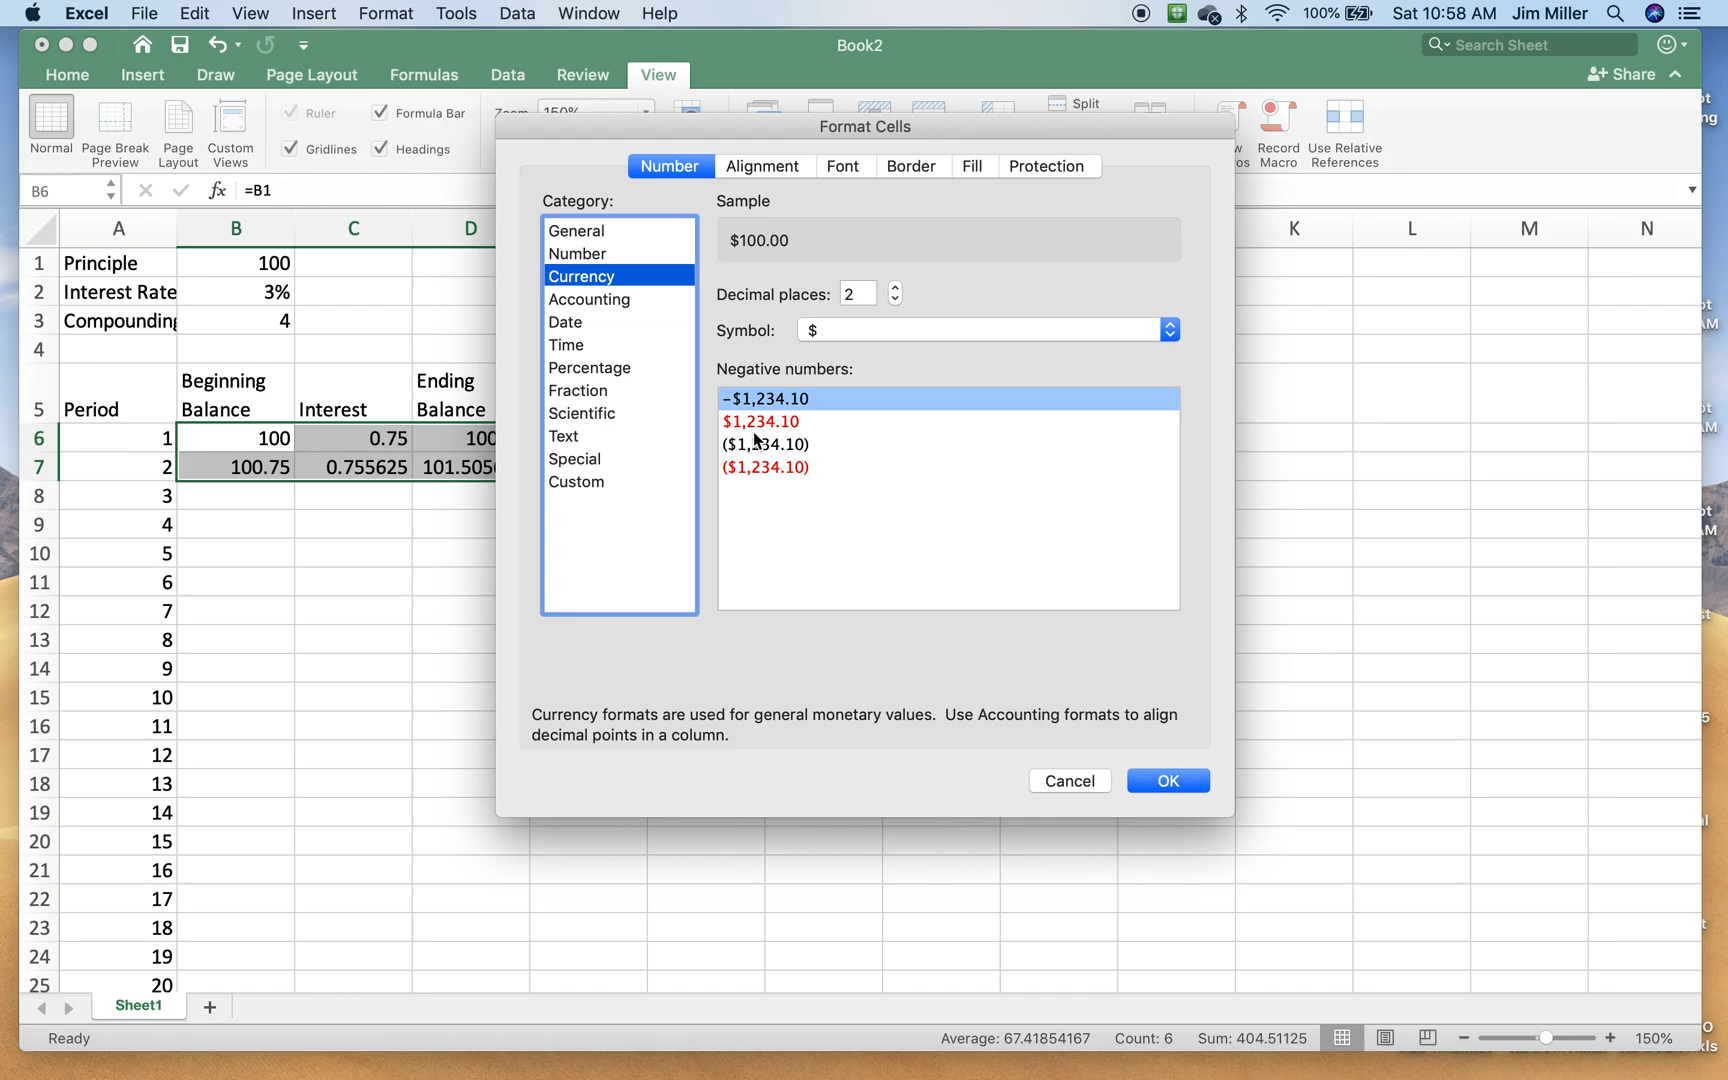 Excel File Edit View Insert Format Tools Data Window Help 100% Sat 10:58 AM Jim Miller
Book2
Search Sheet
Home Insert Draw Page Layout Formulas Data Review View
Share
Ruler Formula Bar
Gridlines Headings
Zoom 150%
Split
Normal Page Break Preview Page Layout Custom Views
Record Macro Use Relative References
B6 fx =B1
A B C D K L M N
1 Principle 100
2 Interest Rate 3%
3 Compounding 4
4
5 Period Beginning Balance Interest Ending Balance
6 1 100 0.75 100
7 2 100.75 0.755625 101.505
8 3
9 4
10 5
11 6
12 7
13 8
14 9
15 10
16 11
17 12
18 13
19 14
20 15
21 16
22 17
23 18
24 19
25 20
Format Cells
Number Alignment Font Border Fill Protection
Category:
General
Number
Currency
Accounting
Date
Time
Percentage
Fraction
Scientific
Text
Special
Custom
Sample
$100.00
Decimal places: 2
Symbol: $
Negative numbers:
-$1,234.10
$1,234.10
($1,234.10)
($1,234.10)
Currency formats are used for general monetary values. Use Accounting formats to align
decimal points in a column.
Cancel OK
Sheet1
Ready Average: 67.41854167 Count: 6 Sum: 404.51125 150%